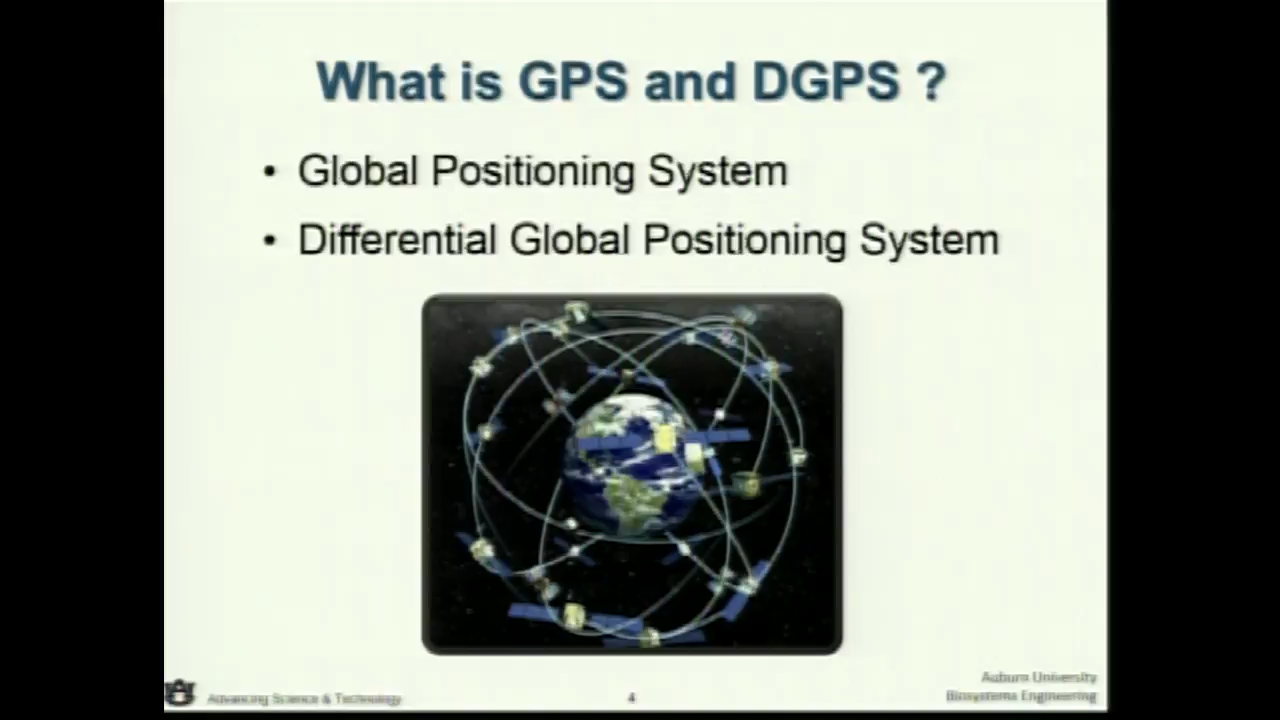 What is GPS and DGPS ?
• Global Positioning System
• Differential Global Positioning System
Advancing Science & Technology
4
Auburn University
Biosystems Engineering